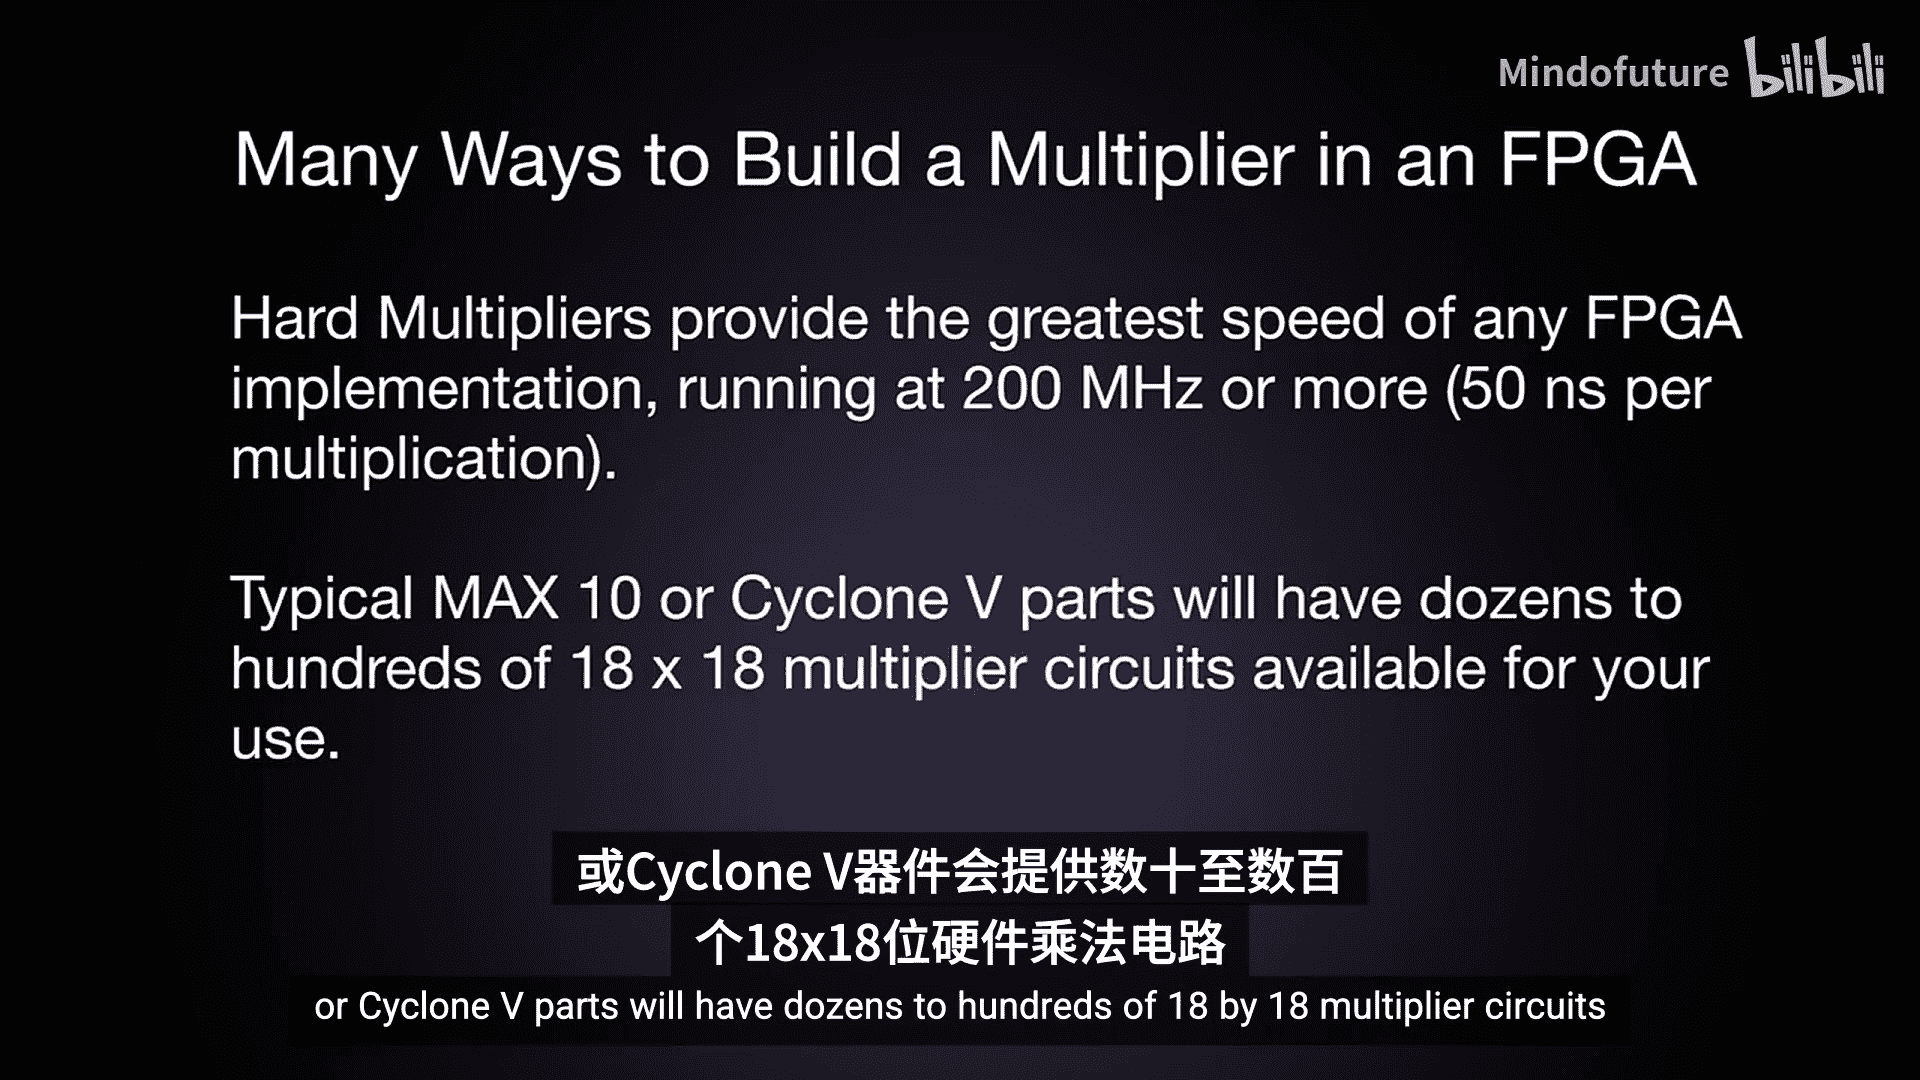 Mindofuture bilibili
Many Ways to Build a Multiplier in an FPGA
Hard Multipliers provide the greatest speed of any FPGA
implementation, running at 200 MHz or more (50 ns per
multiplication).
Typical MAX 10 or Cyclone V parts will have dozens to
hundreds of 18 x 18 multiplier circuits available for your
use.
或Cyclone V器件会提供数十至数百
个18x18位硬件乘法电路
or Cyclone V parts will have dozens to hundreds of 18 by 18 multiplier circuits